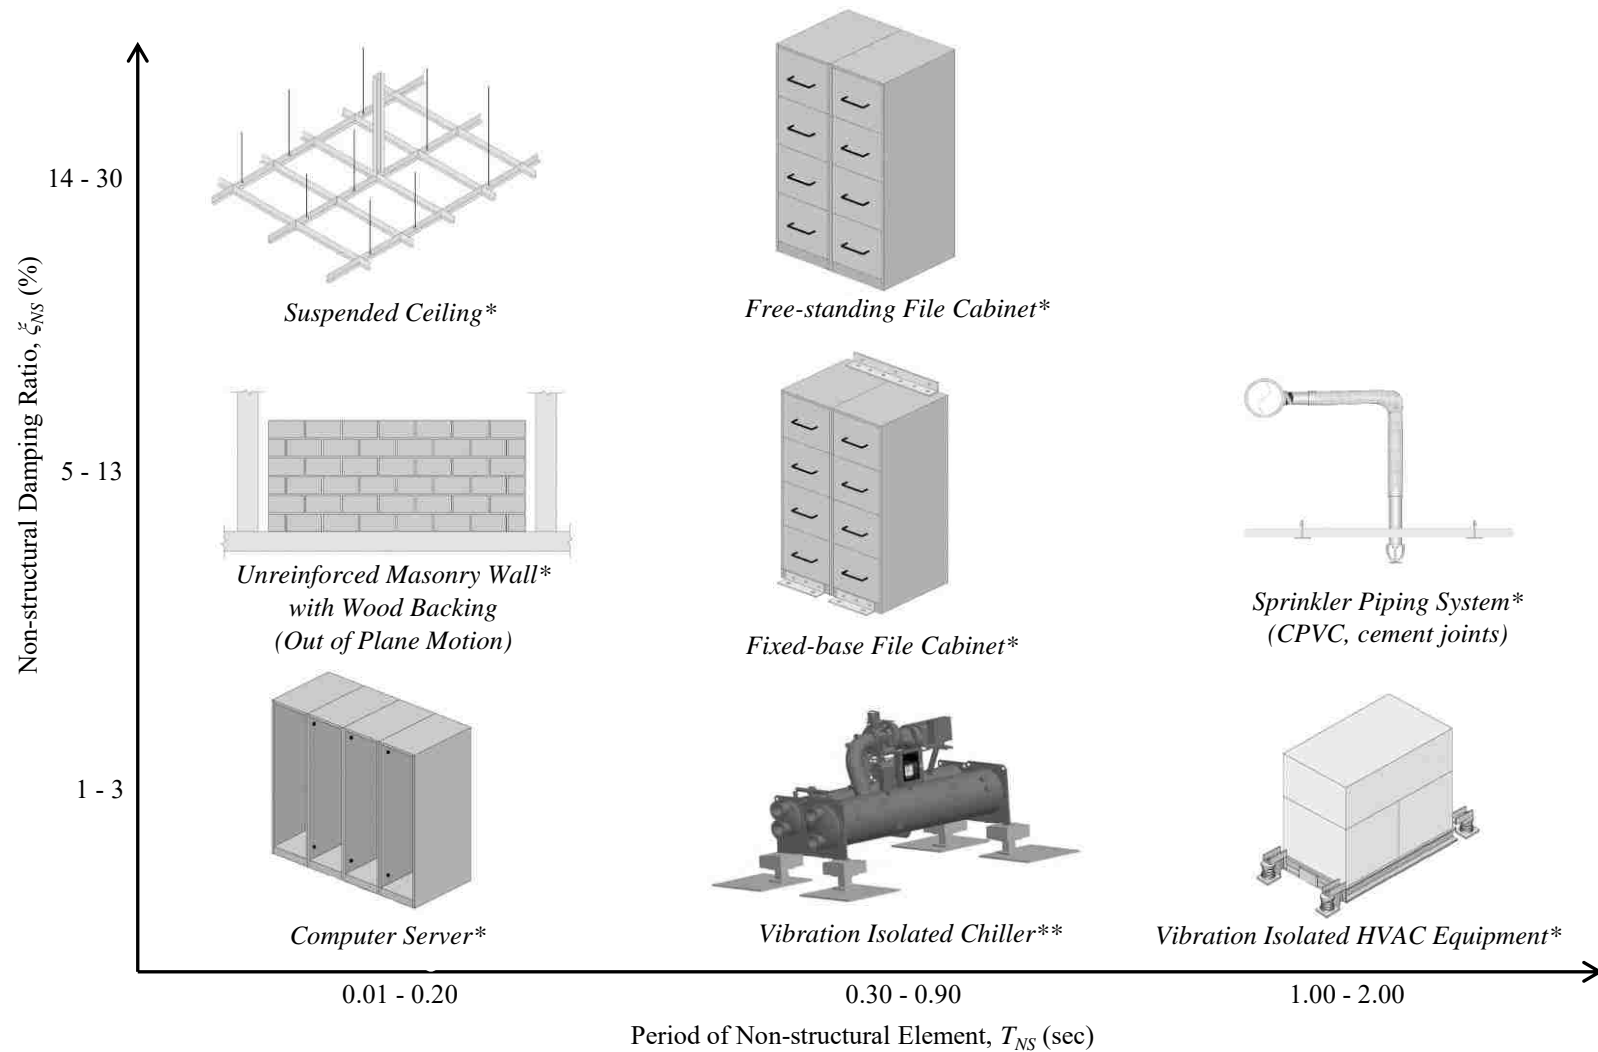 Non-structural Damping Ratio, ξNS (%)
14 - 30
Suspended Ceiling*
Free-standing File Cabinet*
5 - 13
Unreinforced Masonry Wall*
with Wood Backing
(Out of Plane Motion)
Fixed-base File Cabinet*
Sprinkler Piping System*
(CPVC, cement joints)
1 - 3
Computer Server*
Vibration Isolated Chiller**
Vibration Isolated HVAC Equipment*
0.01 - 0.20
0.30 - 0.90
1.00 - 2.00
Period of Non-structural Element, TNS (sec)